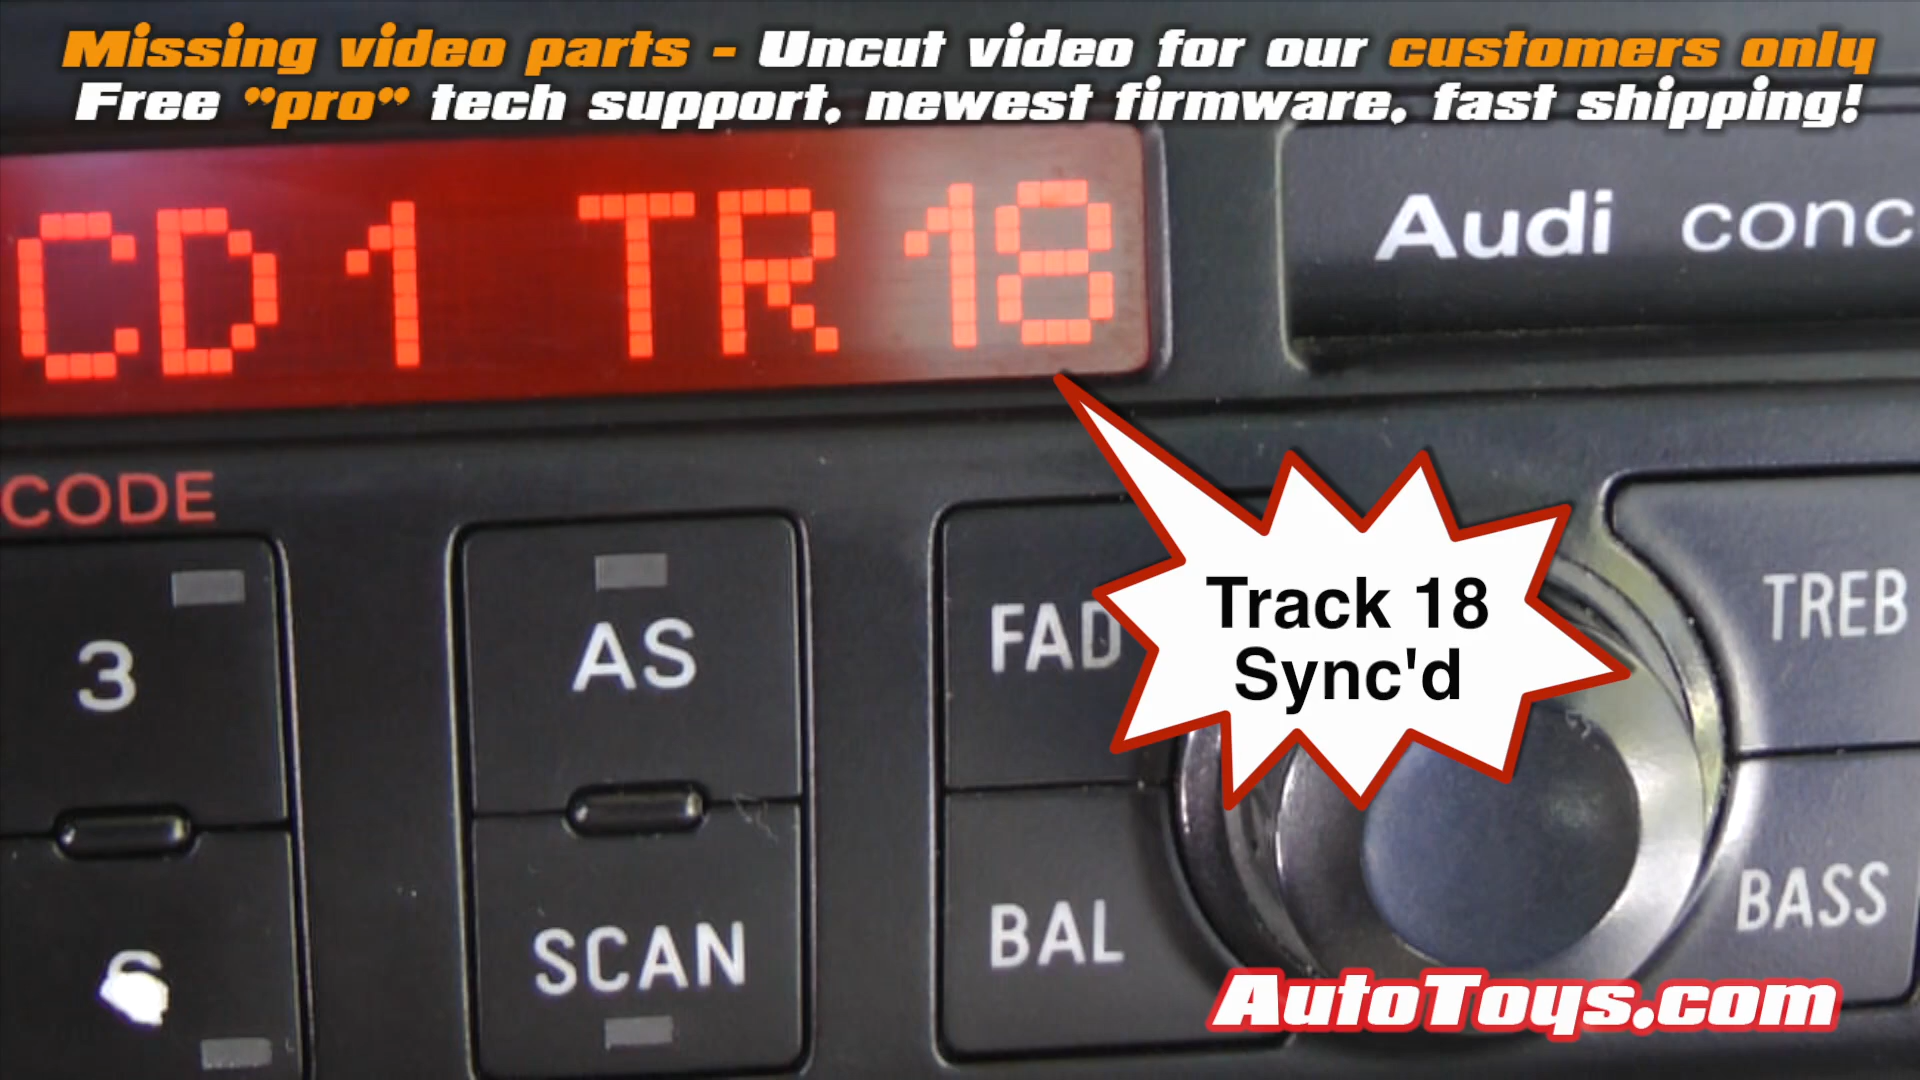 Missing video parts - Uncut video for our customers only
Free "pro" tech support, newest firmware, fast shipping!
CD 1 TR 18
Audi conc
CODE
3
AS
FAD
Track 18
Sync'd
TREB
6
SCAN
BAL
BASS
AutoToys.com